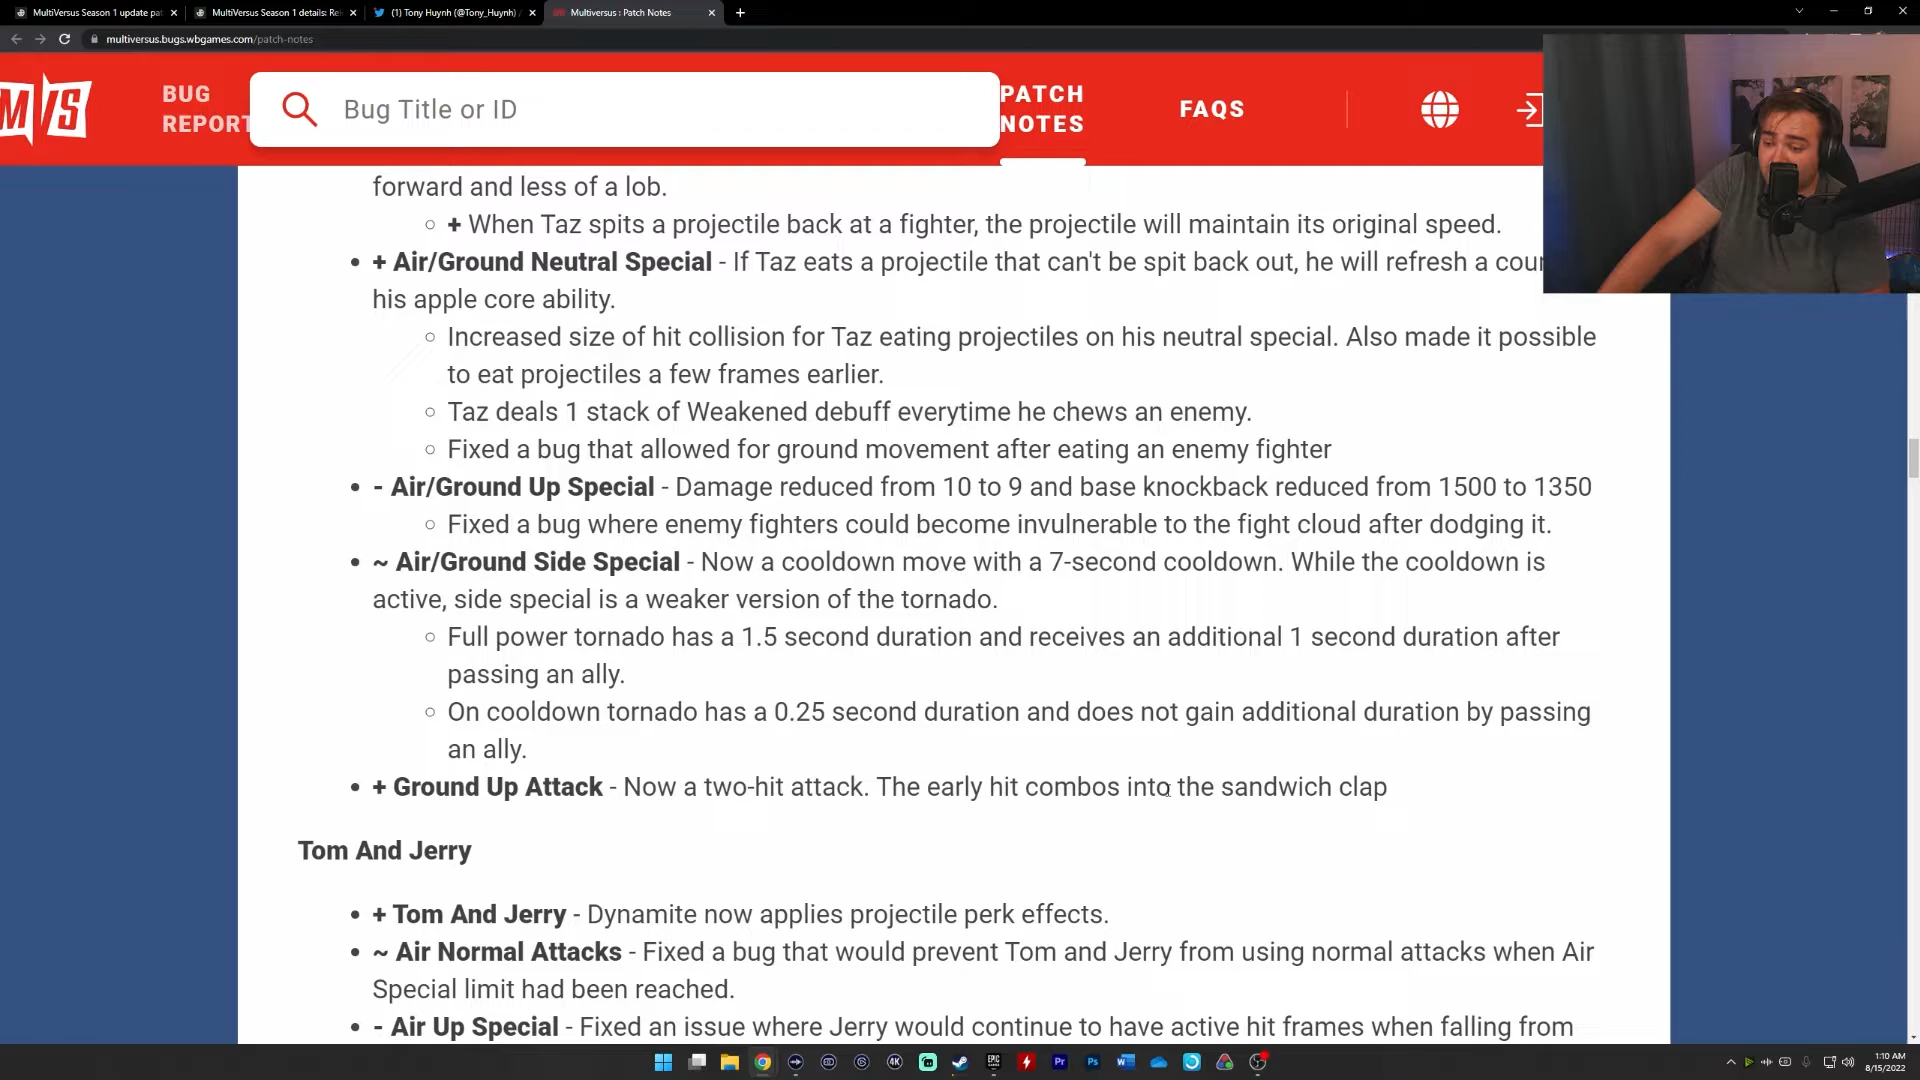 MultiVersus Season 1 update pat
MultiVersus Season 1 details: Rel
(1) Tony Huynh (@Tony_Huynh) /
Multiversus : Patch Notes
multiversus.bugs.wbgames.com/patch-notes
M/S
BUG REPORT
Bug Title or ID
PATCH NOTES
FAQS
forward and less of a lob.
+ When Taz spits a projectile back at a fighter, the projectile will maintain its original speed.
+ Air/Ground Neutral Special - If Taz eats a projectile that can't be spit back out, he will refresh a cou
his apple core ability.
Increased size of hit collision for Taz eating projectiles on his neutral special. Also made it possible
to eat projectiles a few frames earlier.
Taz deals 1 stack of Weakened debuff everytime he chews an enemy.
Fixed a bug that allowed for ground movement after eating an enemy fighter
- Air/Ground Up Special - Damage reduced from 10 to 9 and base knockback reduced from 1500 to 1350
Fixed a bug where enemy fighters could become invulnerable to the fight cloud after dodging it.
~ Air/Ground Side Special - Now a cooldown move with a 7-second cooldown. While the cooldown is
active, side special is a weaker version of the tornado.
Full power tornado has a 1.5 second duration and receives an additional 1 second duration after
passing an ally.
On cooldown tornado has a 0.25 second duration and does not gain additional duration by passing
an ally.
+ Ground Up Attack - Now a two-hit attack. The early hit combos into the sandwich clap
Tom And Jerry
+ Tom And Jerry - Dynamite now applies projectile perk effects.
~ Air Normal Attacks - Fixed a bug that would prevent Tom and Jerry from using normal attacks when Air
Special limit had been reached.
- Air Up Special - Fixed an issue where Jerry would continue to have active hit frames when falling from
4K
EPIC
Pr
Ps
1:10 AM
8/15/2022